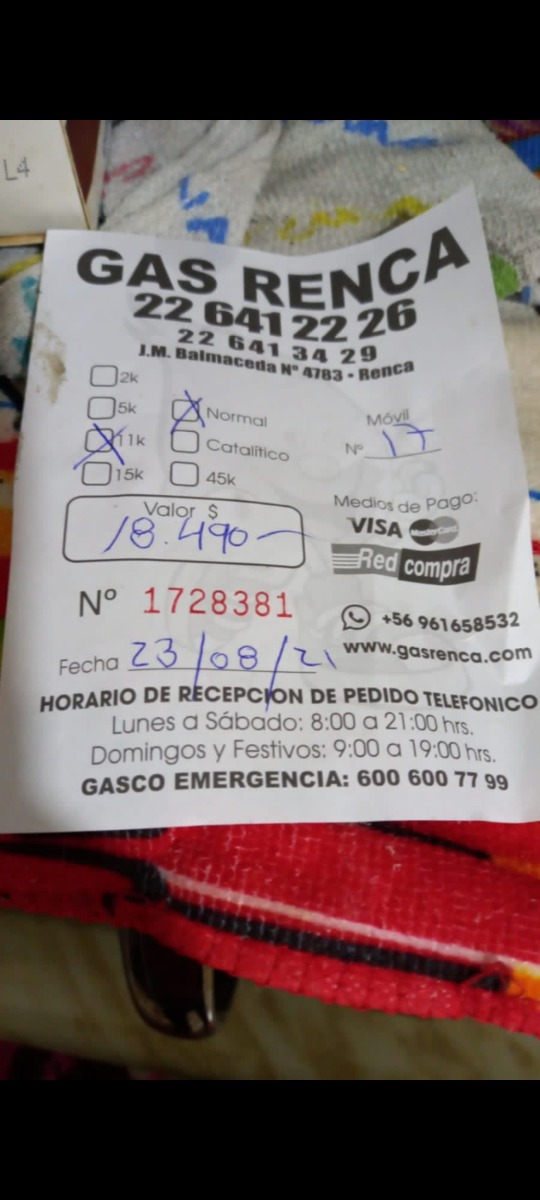 L4
GAS RENCA
22 641 22 26
22 641 34 29
J.M. Balmaceda Nº 4783 - Renca
2k
5k
Normal
Móvil
11k
Catalítico
Nº 17
15k
45k
Valor $
18.490
Medios de Pago:
VISA MasterCard
Red compra
Nº 1728381
+56 961658532
www.gasrenca.com
Fecha 23/08/21
HORARIO DE RECEPCION DE PEDIDO TELEFONICO
Lunes a Sábado: 8:00 a 21:00 hrs.
Domingos y Festivos: 9:00 a 19:00 hrs.
GASCO EMERGENCIA: 600 600 77 99